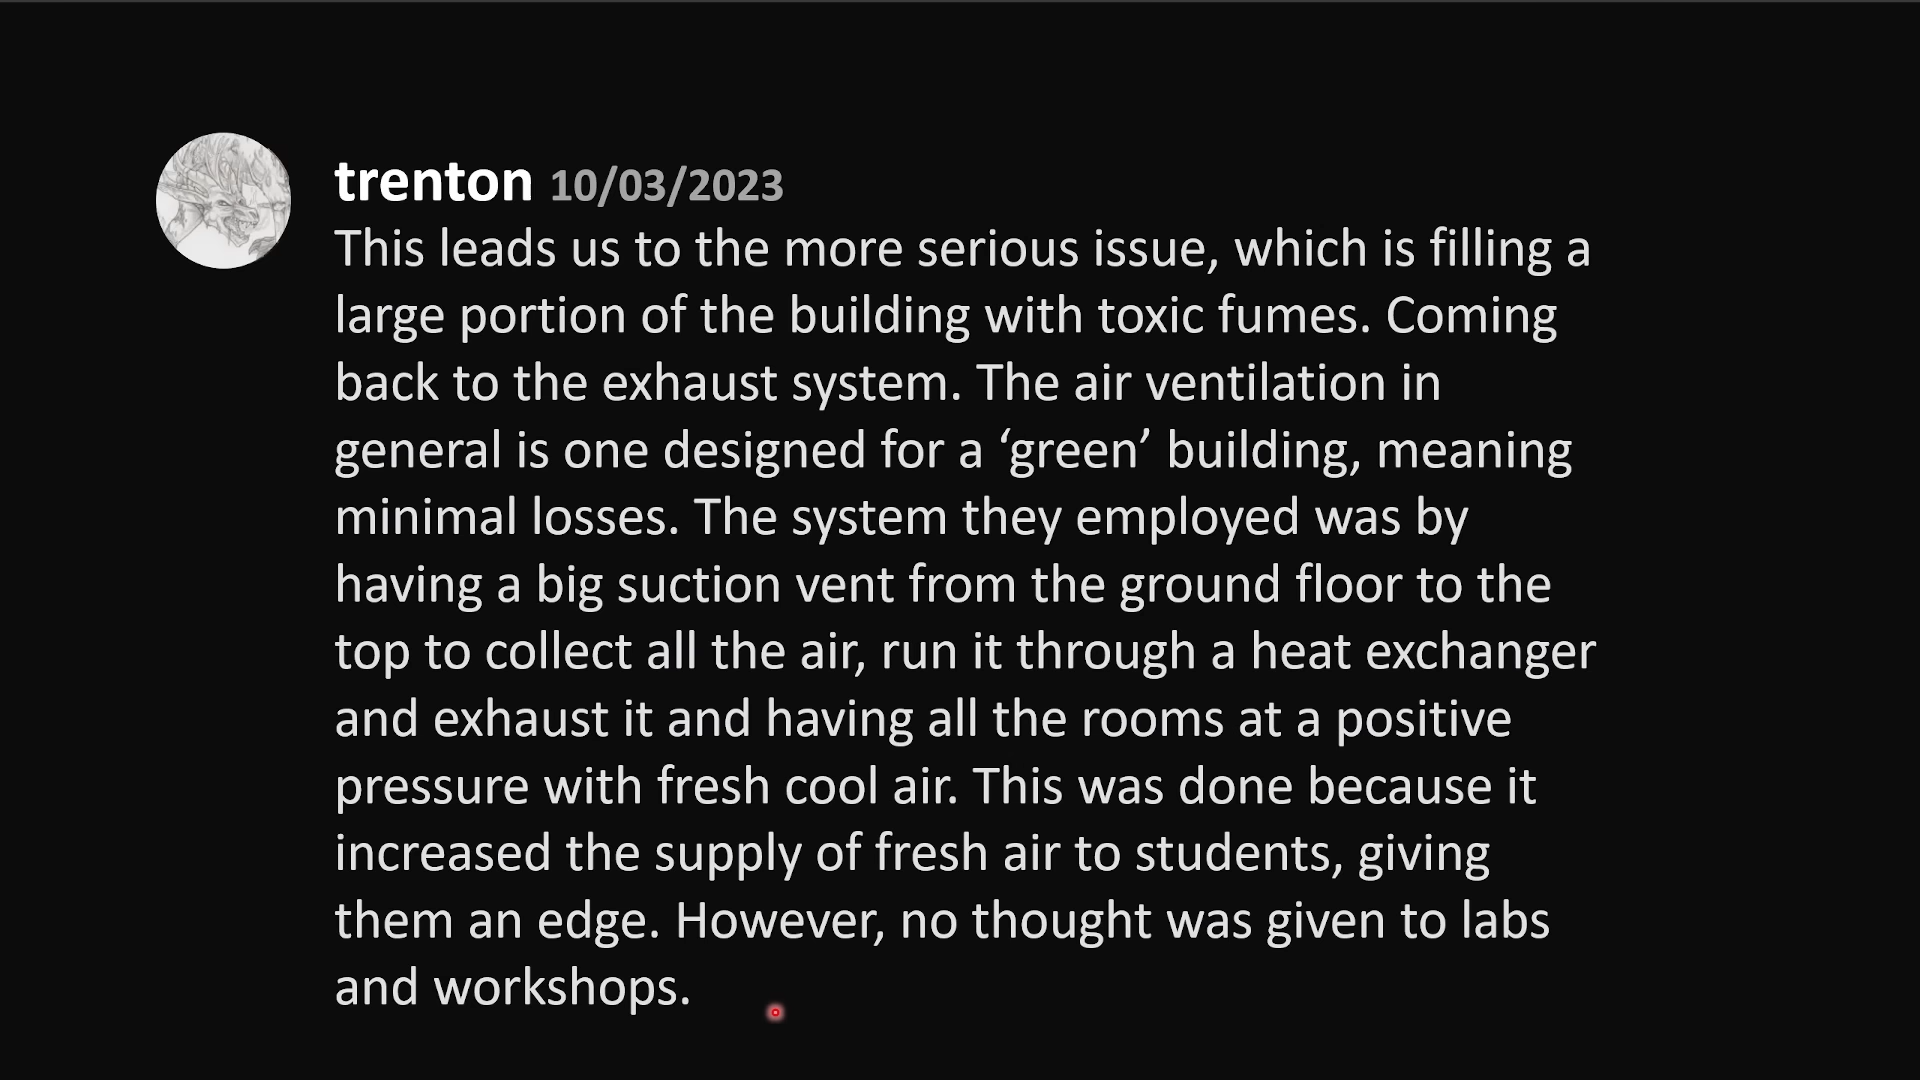 trenton 10/03/2023
This leads us to the more serious issue, which is filling a
large portion of the building with toxic fumes. Coming
back to the exhaust system. The air ventilation in
general is one designed for a ‘green’ building, meaning
minimal losses. The system they employed was by
having a big suction vent from the ground floor to the
top to collect all the air, run it through a heat exchanger
and exhaust it and having all the rooms at a positive
pressure with fresh cool air. This was done because it
increased the supply of fresh air to students, giving
them an edge. However, no thought was given to labs
and workshops.